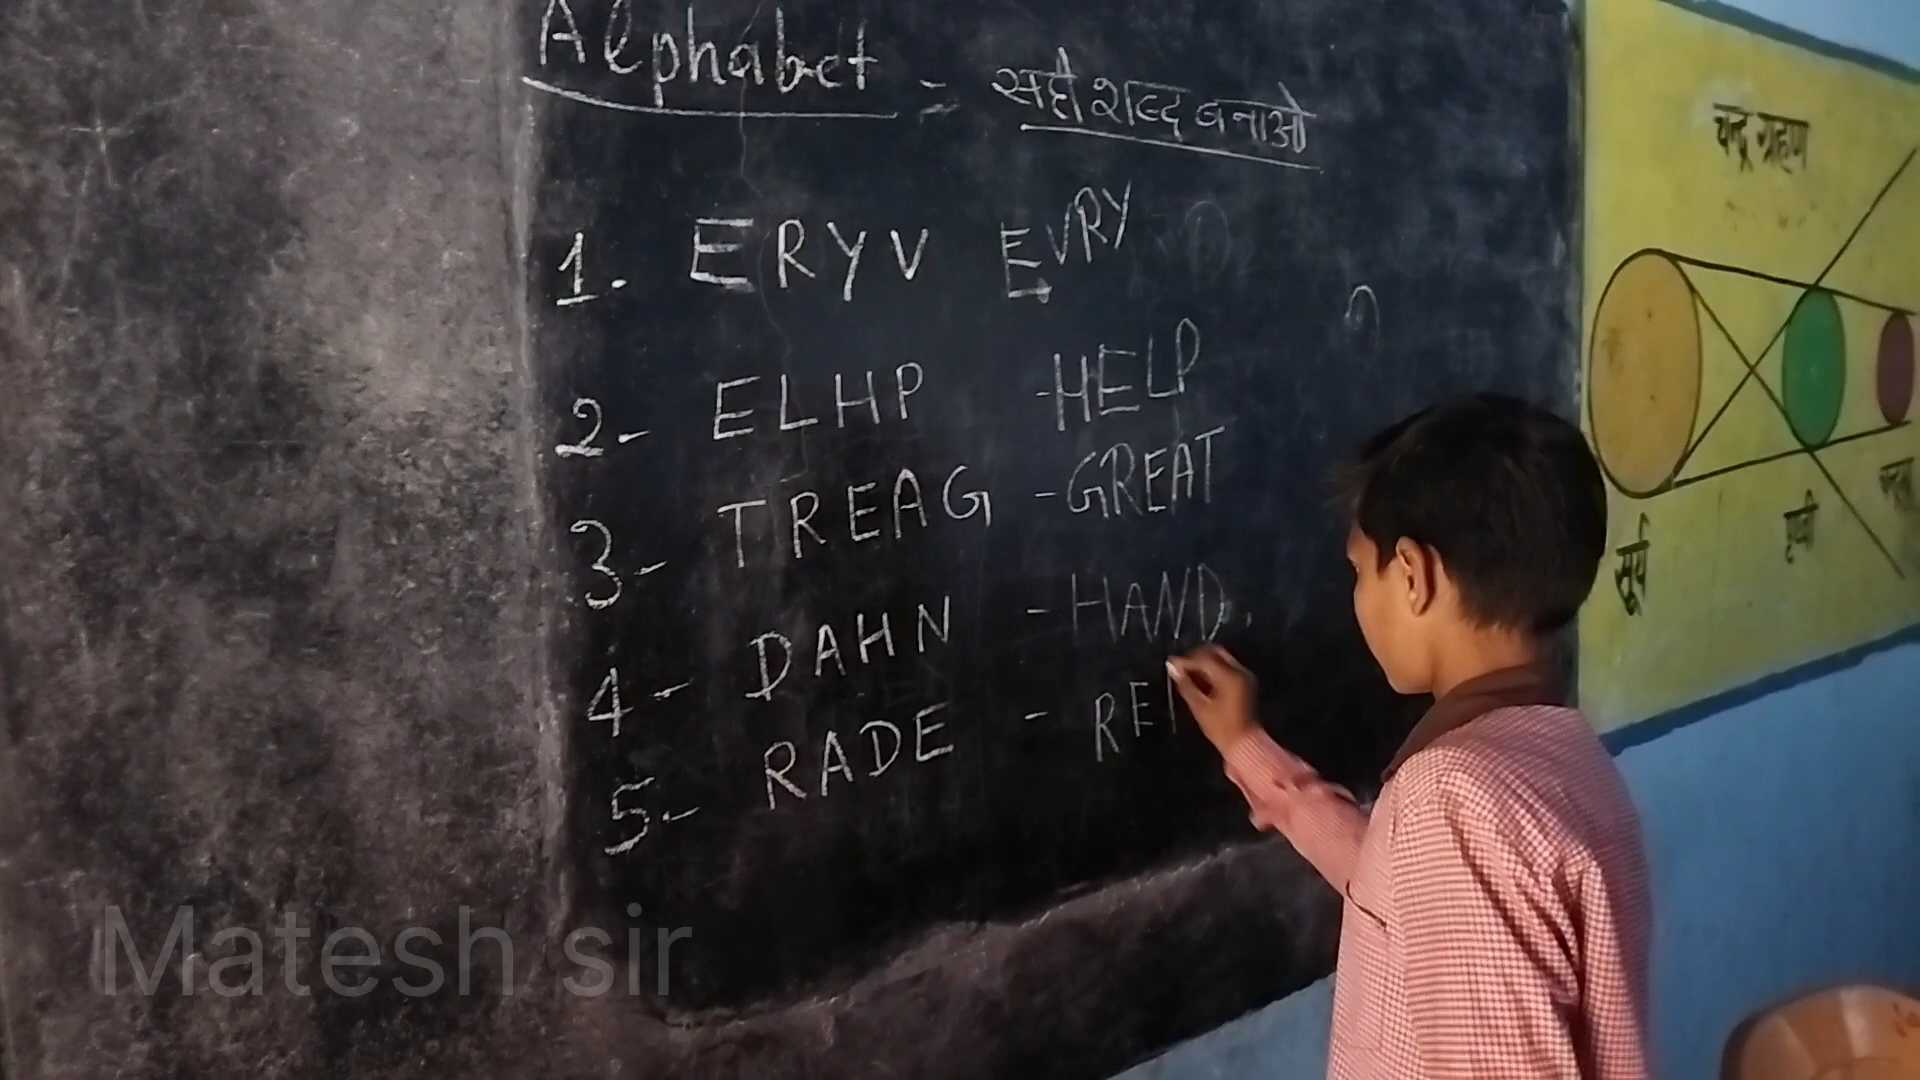 Alphabet = सही शब्द बनाओ
1. ERYV EVRY
2- ELHP -HELP
3- TREAG -GREAT
4- DAHN -HAND.
5- RADE - RE
चन्द्र ग्रहण
सूर्य
पृथ्वी
Matesh sir